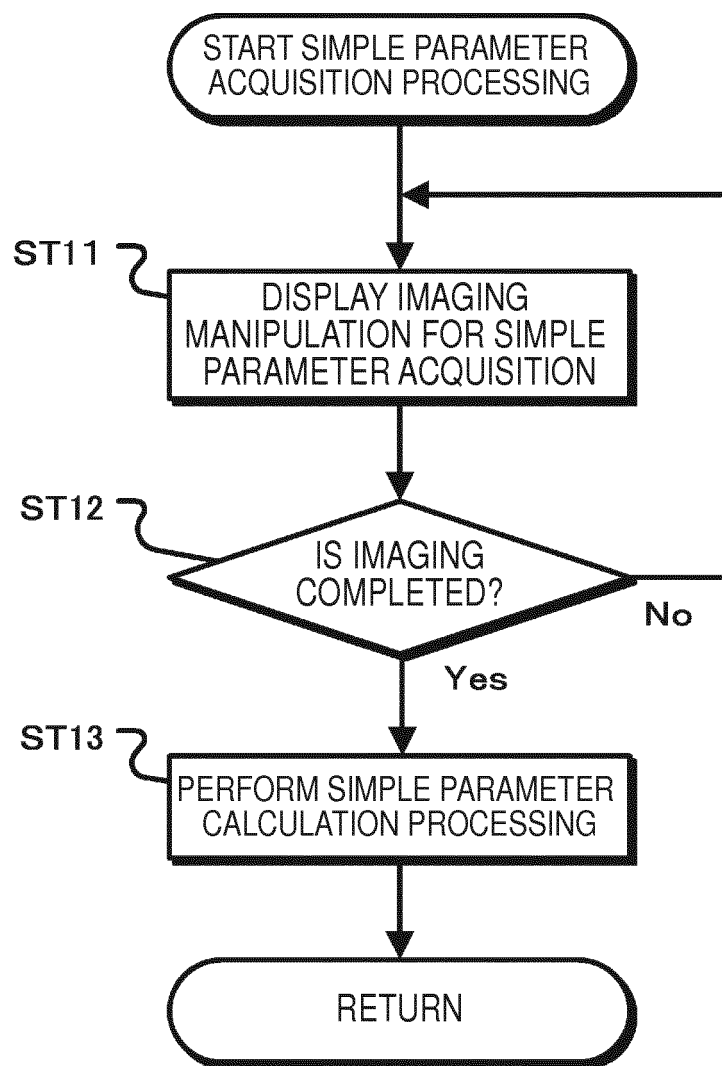 START SIMPLE PARAMETER
ACQUISITION PROCESSING
ST11
DISPLAY IMAGING
MANIPULATION FOR SIMPLE
PARAMETER ACQUISITION
ST12
IS IMAGING
COMPLETED?
No
Yes
ST13
PERFORM SIMPLE PARAMETER
CALCULATION PROCESSING
RETURN